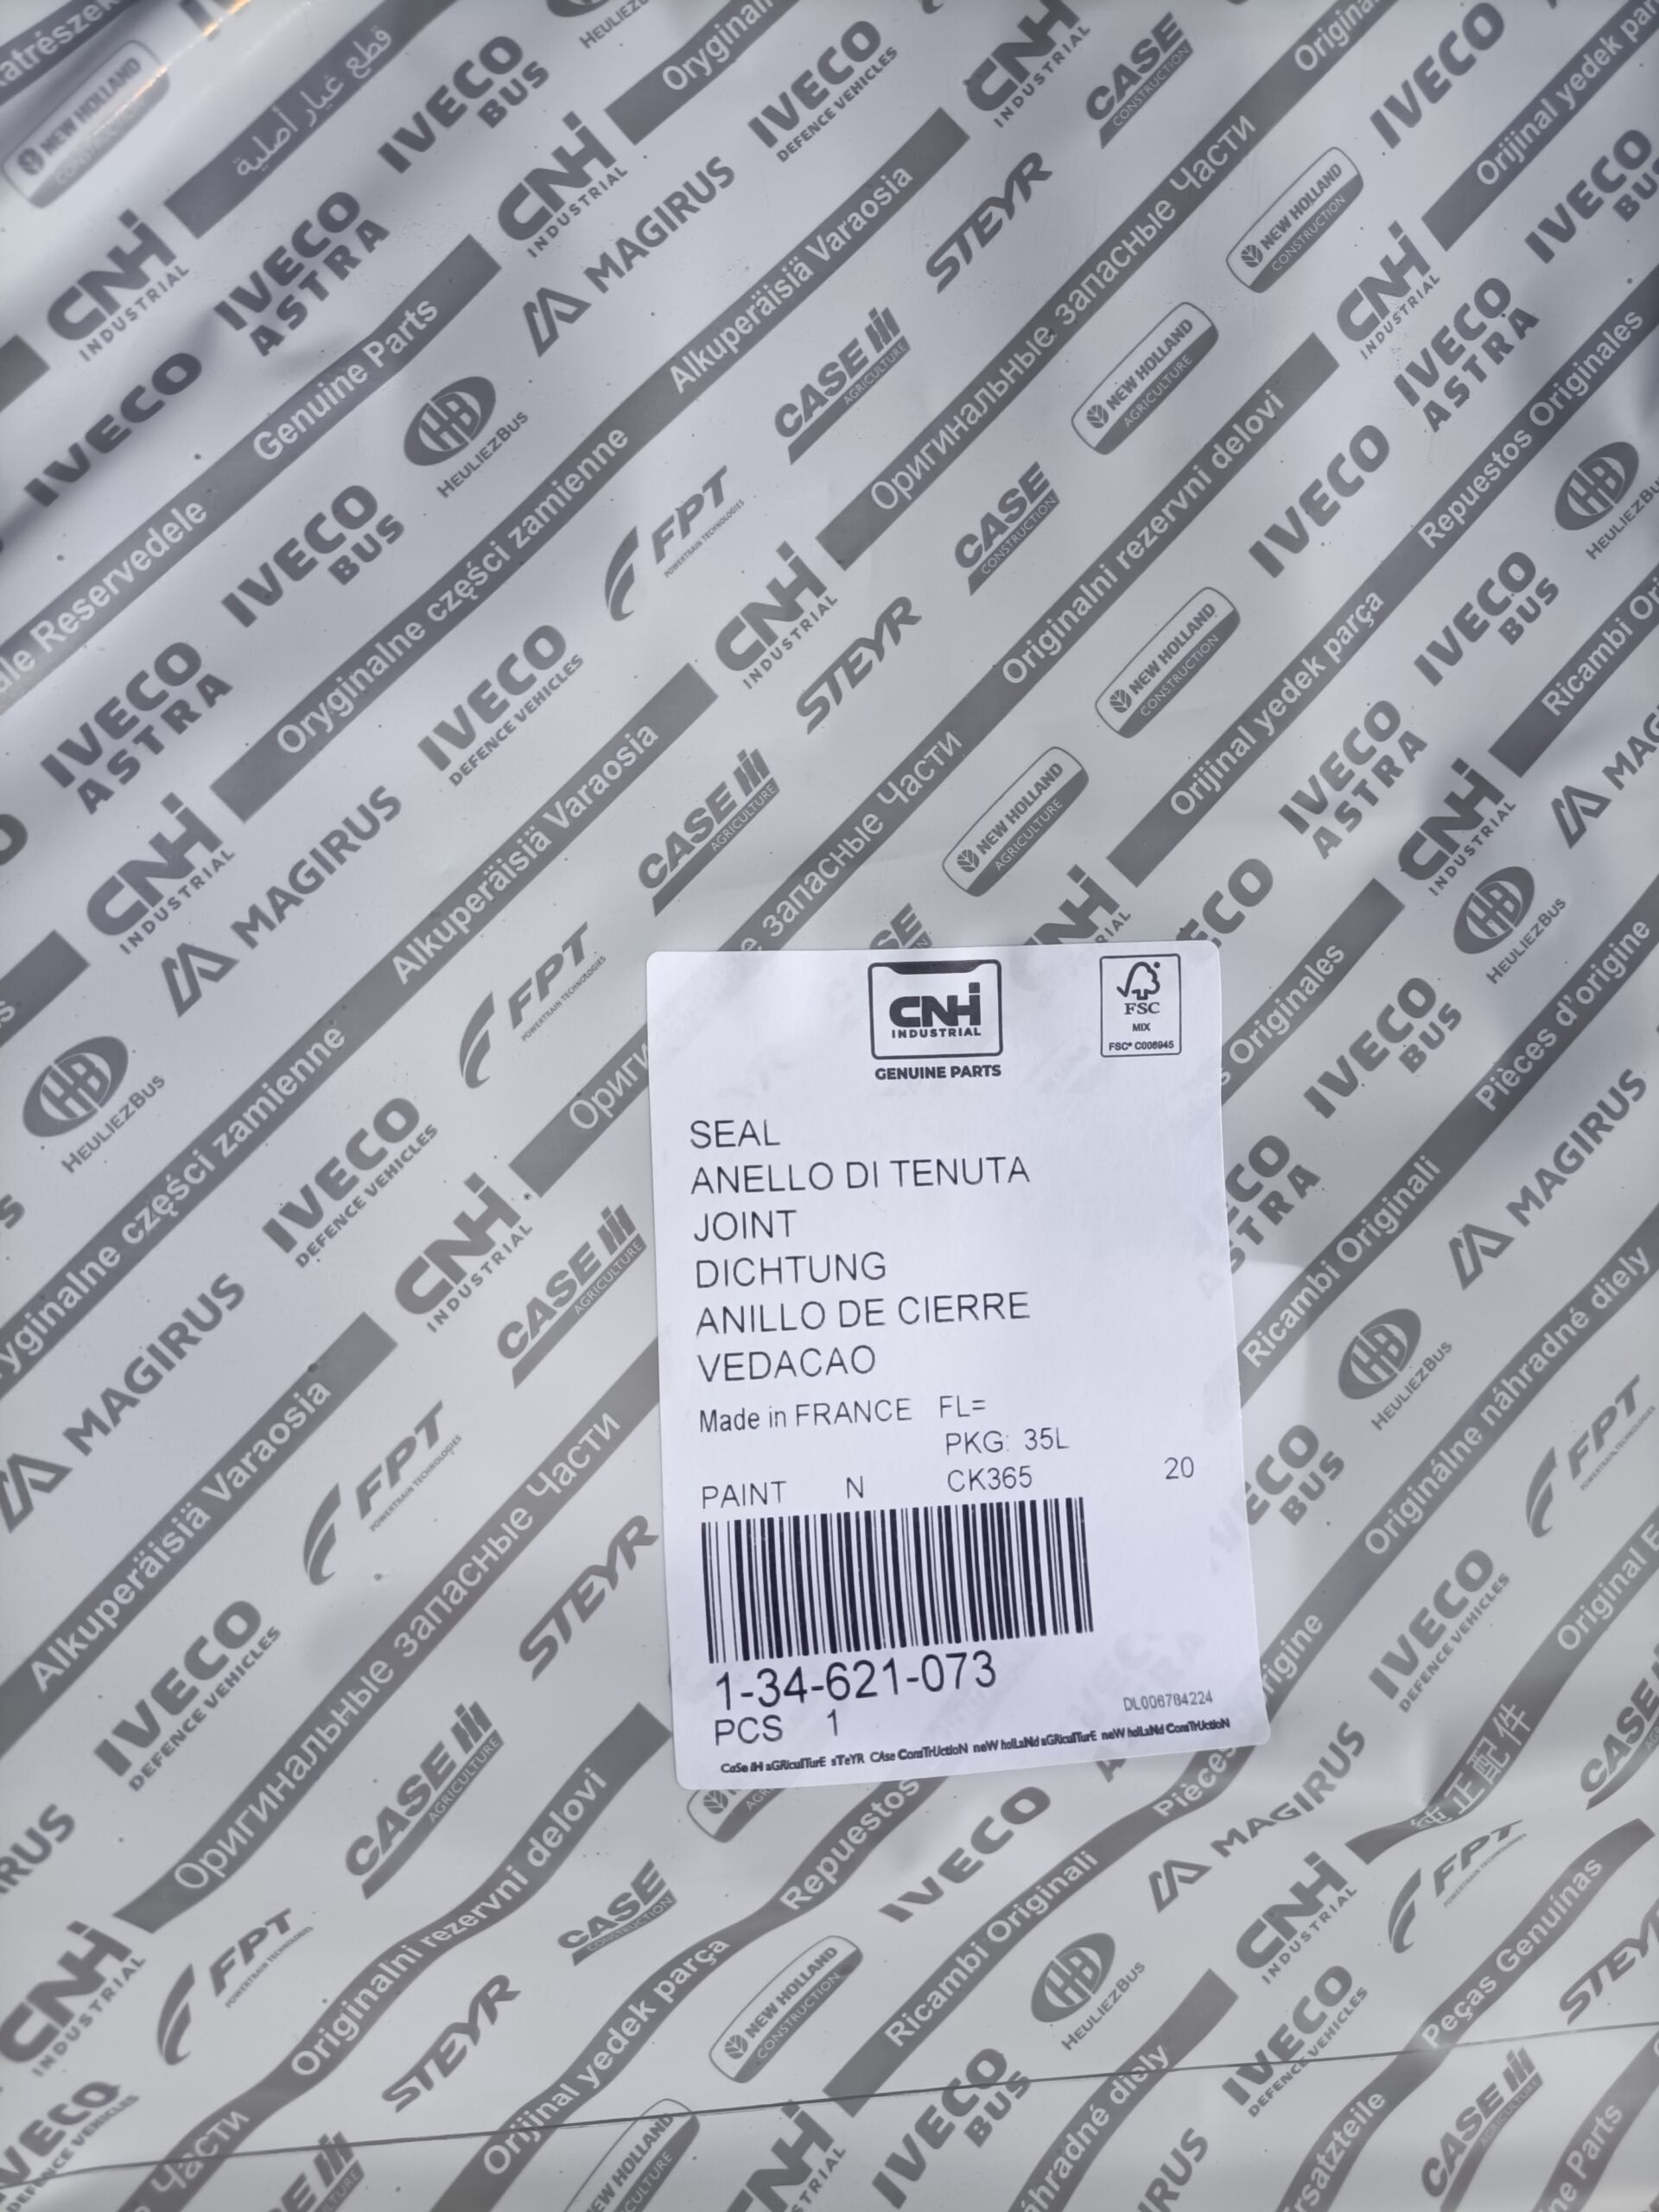 CNH
INDUSTRIAL
GENUINE PARTS
FSC
MIX
FSC® C006945
SEAL
ANELLO DI TENUTA
JOINT
DICHTUNG
ANILLO DE CIERRE
VEDACAO
Made in FRANCE FL=
PKG: 35L
PAINT N CK365 20
1-34-621-073
PCS 1
DL006784224
CaSe IH aGRiculTurE sTeYR CAse ConsTrUctioN neW holLaNd aGRiculTurE neW holLaNd ConsTrUctioN
NEW HOLLAND
CONSTRUCTION
قطع غيار أصلية
IVECO
BUS
IVECO
ASTRA
CNH
INDUSTRIAL
Genuine Parts
MAGIRUS
IVECO
DEFENCE VEHICLES
HEULIEZBUS
Oryginalne części zamienne
Alkuperäisiä Varaosia
FPT
POWERTRAIN TECHNOLOGIES
CASE IH
AGRICULTURE
STEYR
CASE
CONSTRUCTION
Оригинальные Запасные Части
NEW HOLLAND
AGRICULTURE
Originalni rezervni delovi
Orijinal yedek parça
Repuestos Originales
Ricambi Originali
Pièces d'origine
Originálne náhradné diely
正配件
Peças Genuínas